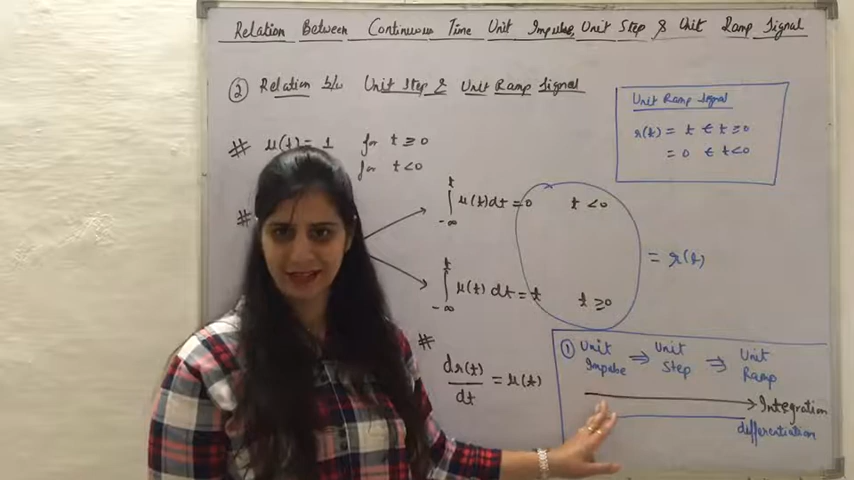 Relation Between Continuous Time Unit Impulse, Unit Step & Unit Ramp Signal
② Relation b/w Unit Step & Unit Ramp Signal
Unit Ramp Signal
r(t) = t ∈ t≥0
= 0 ∈ t<0
# u(t) = 1 for t ≥ 0
for t < 0
#
∫ u(t)dt = 0 t < 0
t
-∞
= r(t)
∫ u(t) dt = t t ≥ 0
t
-∞
#
dr(t)/dt = u(t)
① Unit Impulse ⇒ Unit Step ⇒ Unit Ramp
Integration
differentiation